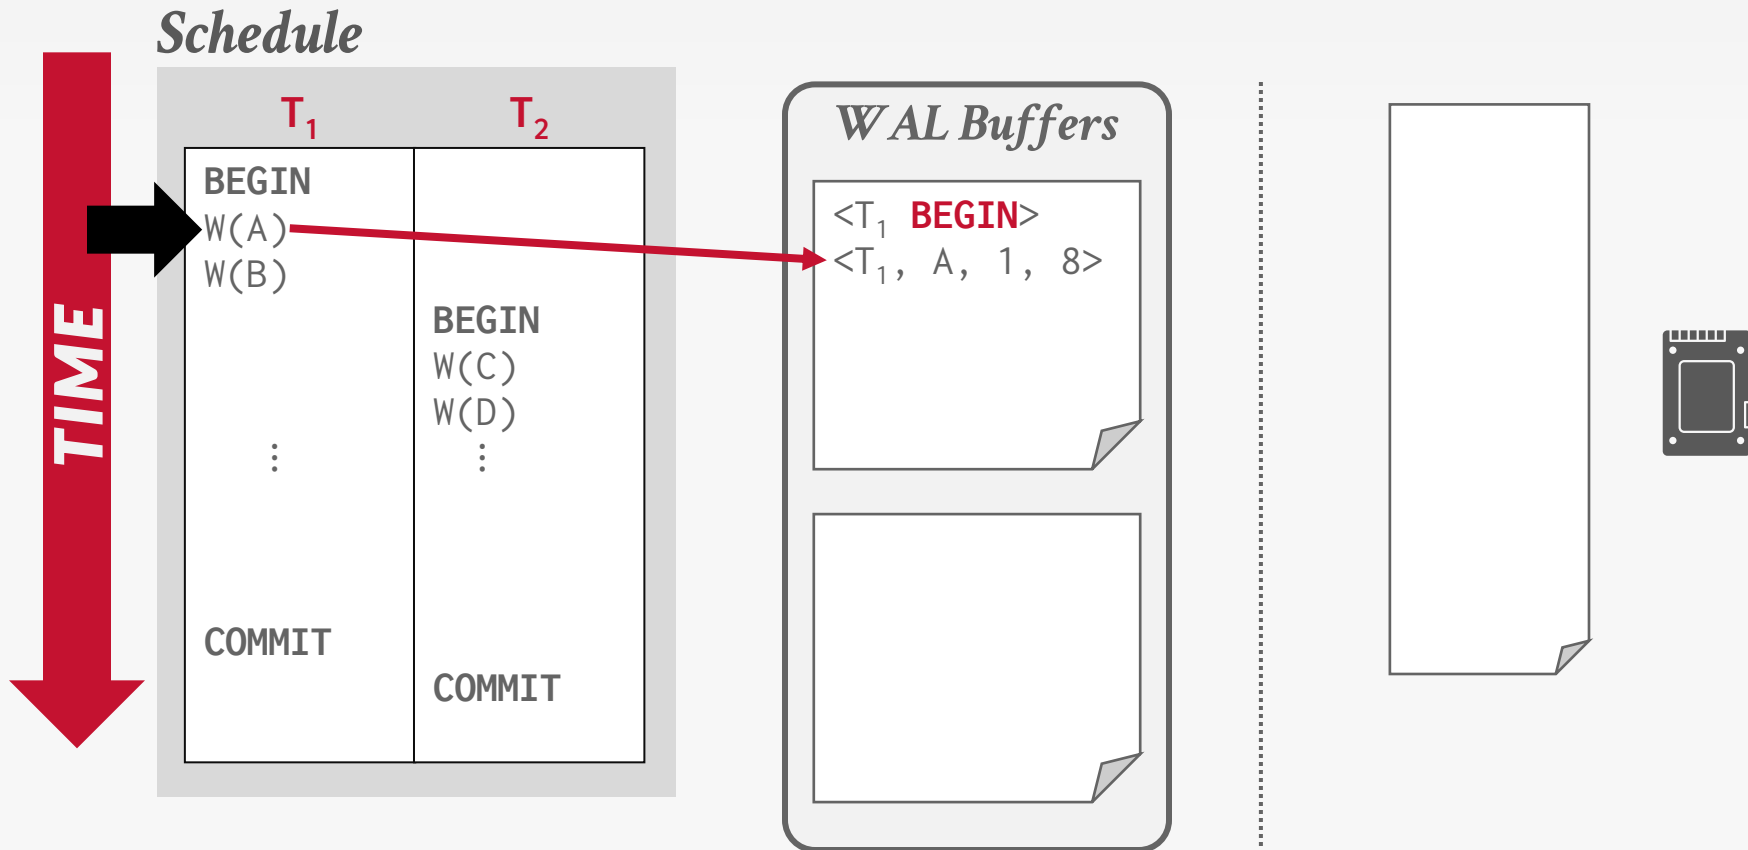 Schedule
TIME
T₁ T₂
BEGIN
W(A)
W(B)
BEGIN
W(C)
W(D)
⋮ ⋮
COMMIT
COMMIT
WAL Buffers
<T₁ BEGIN>
<T₁, A, 1, 8>